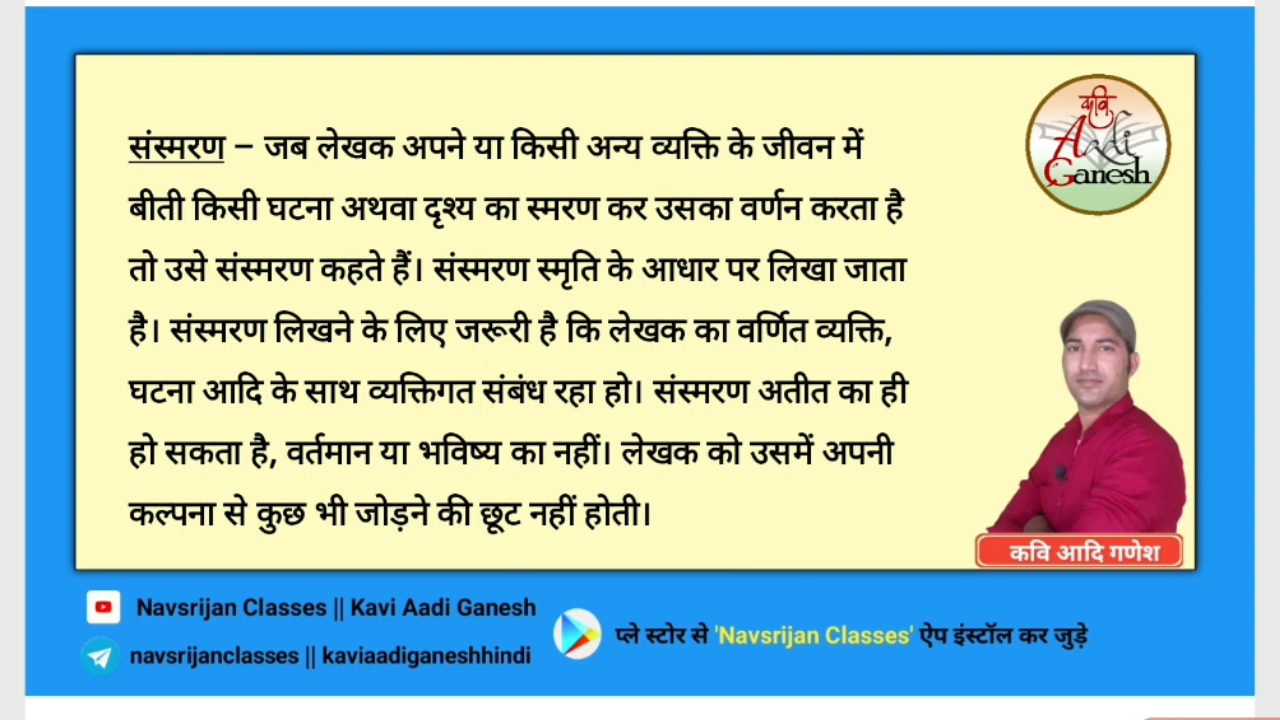 संस्मरण – जब लेखक अपने या किसी अन्य व्यक्ति के जीवन में
बीती किसी घटना अथवा दृश्य का स्मरण कर उसका वर्णन करता है
तो उसे संस्मरण कहते हैं। संस्मरण स्मृति के आधार पर लिखा जाता
है। संस्मरण लिखने के लिए जरूरी है कि लेखक का वर्णित व्यक्ति,
घटना आदि के साथ व्यक्तिगत संबंध रहा हो। संस्मरण अतीत का ही
हो सकता है, वर्तमान या भविष्य का नहीं। लेखक को उसमें अपनी
कल्पना से कुछ भी जोड़ने की छूट नहीं होती।
कवि
Aadi
Ganesh
कवि आदि गणेश
Navsrijan Classes || Kavi Aadi Ganesh
navsrijanclasses || kaviaadiganeshhindi
प्ले स्टोर से 'Navsrijan Classes' ऐप इंस्टॉल कर जुड़े